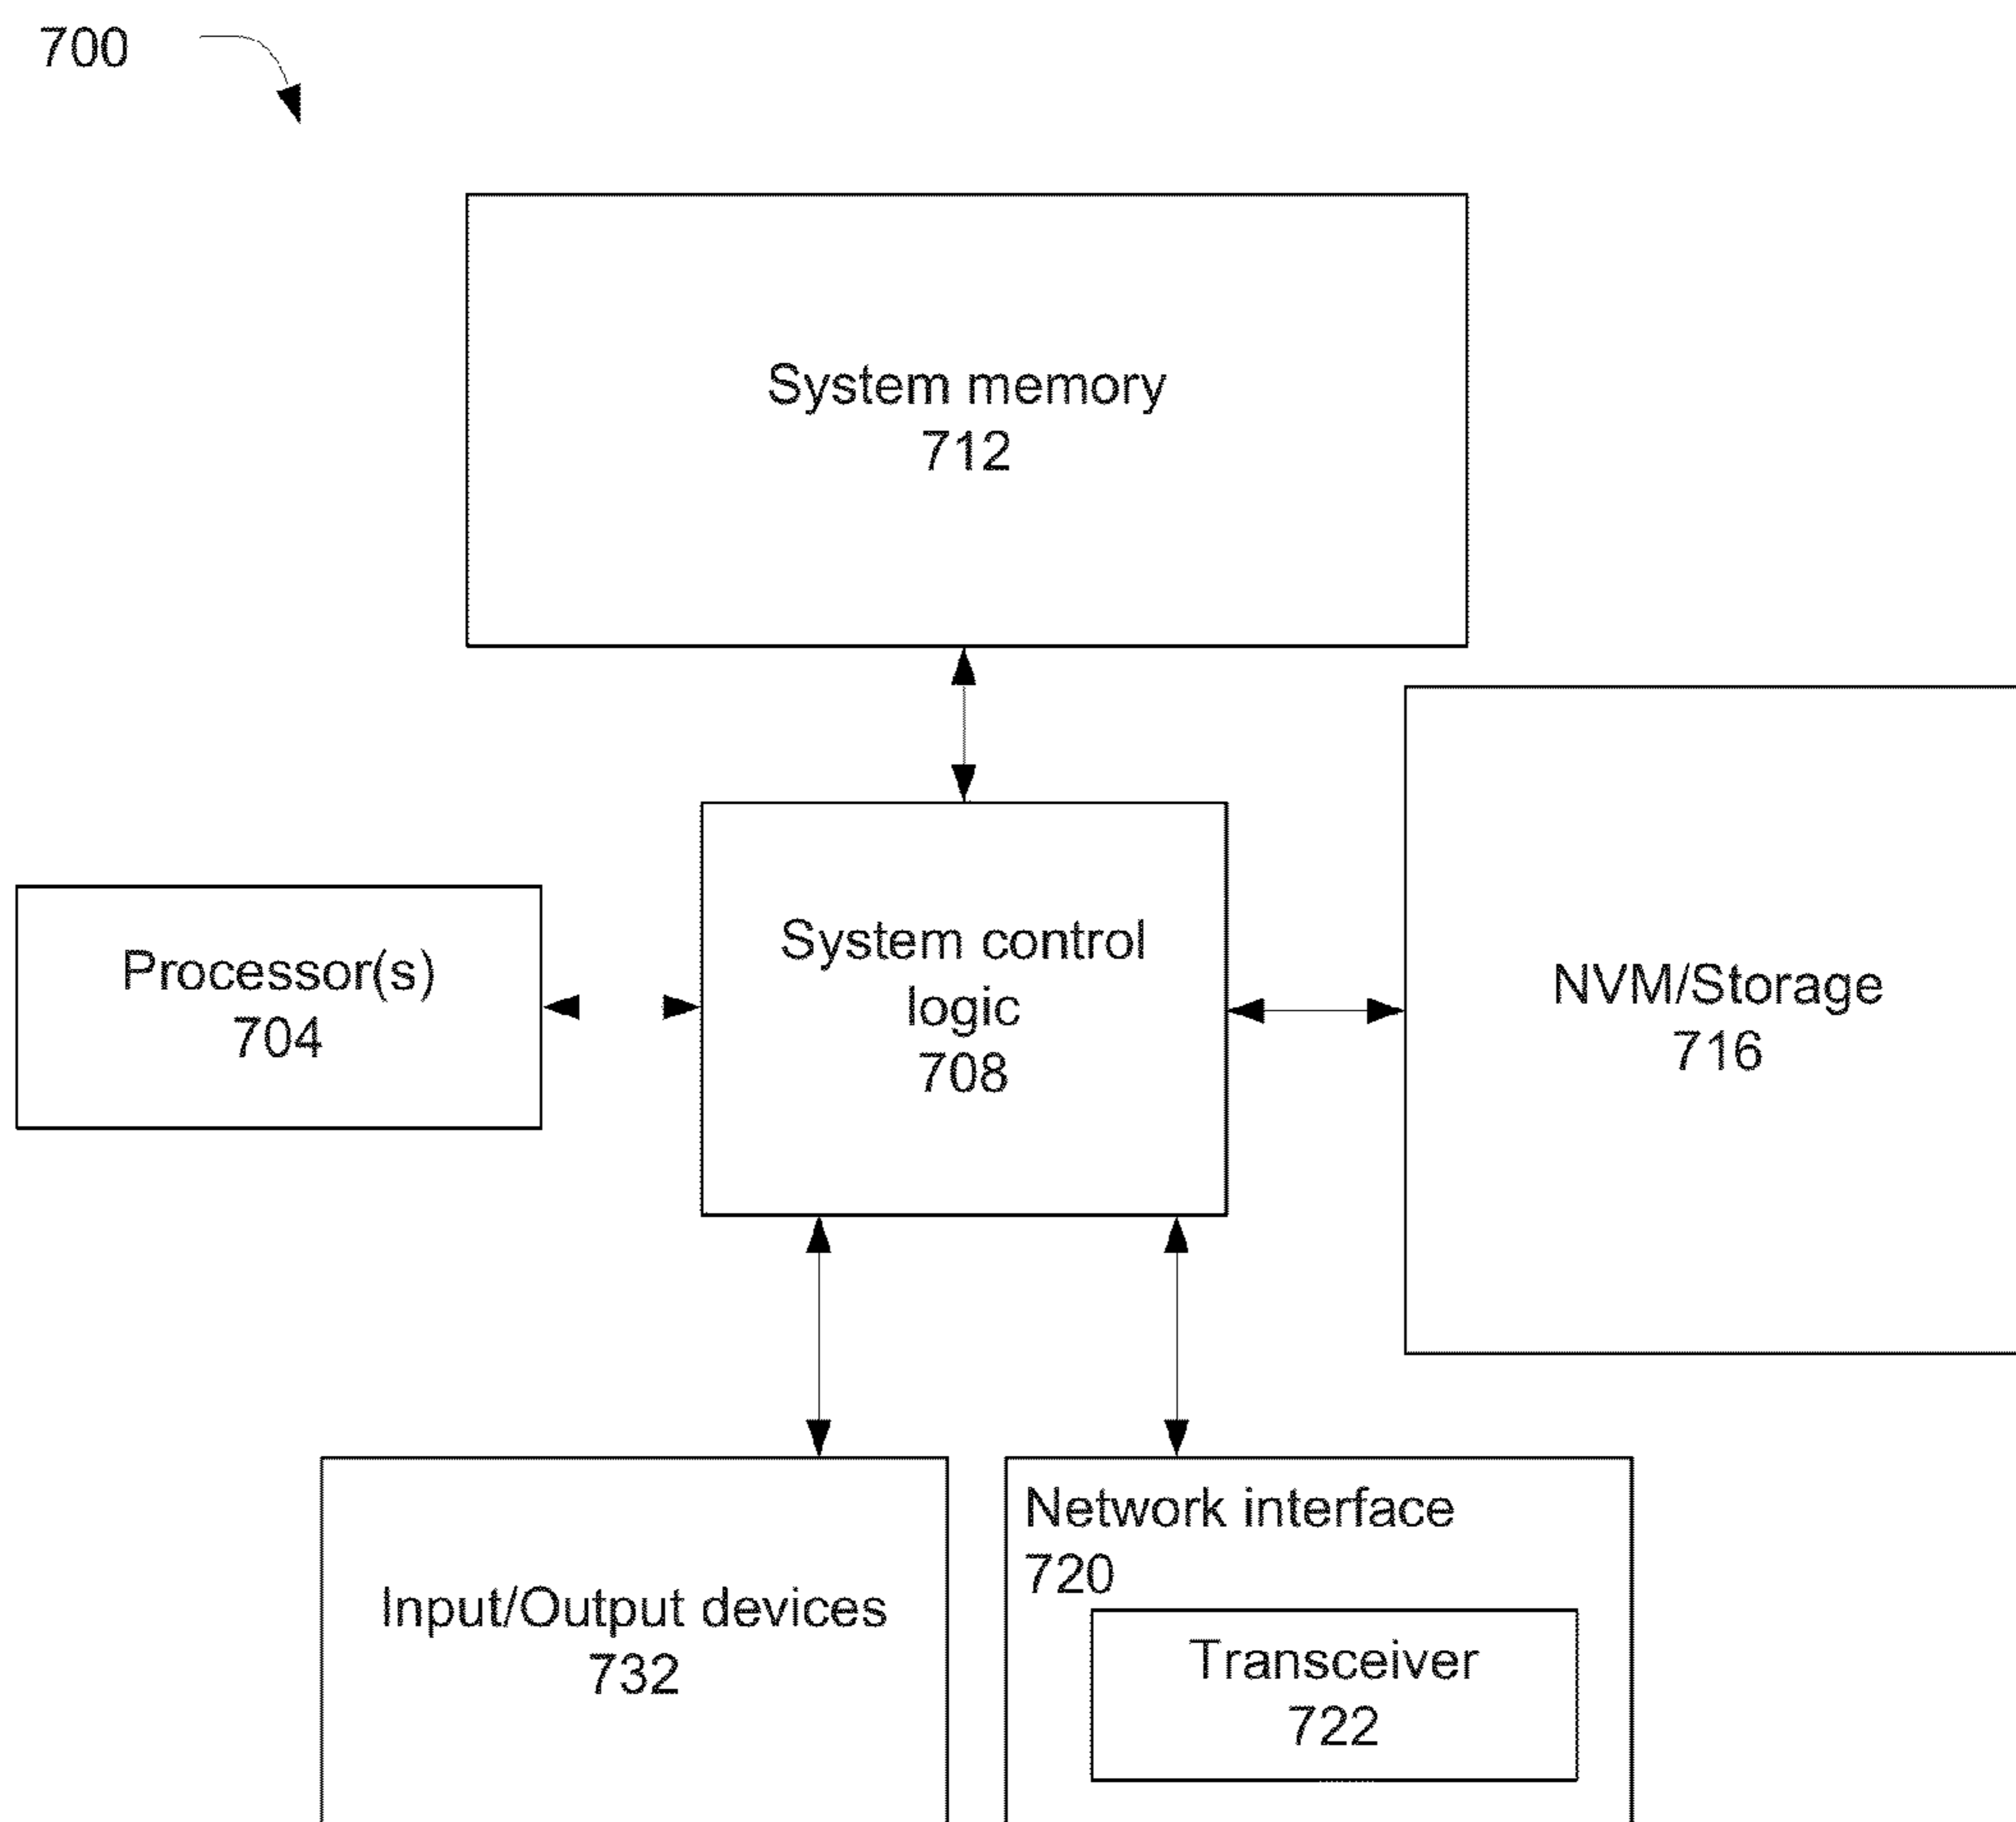 700
System memory
712
Processor(s)
704
System control
logic
708
NVM/Storage
716
Input/Output devices
732
Network interface
720
Transceiver
722